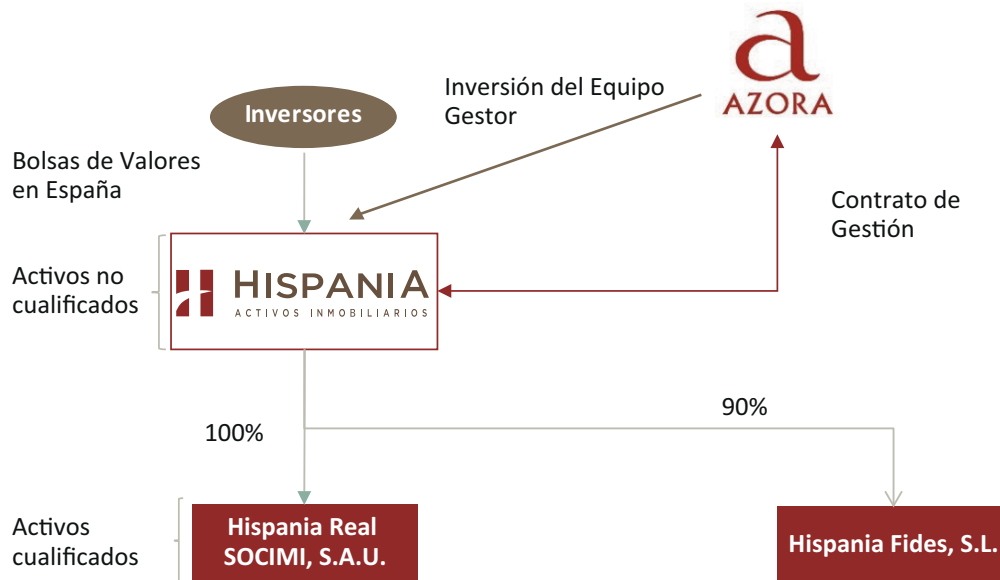 a
AZORA
Inversión del Equipo
Gestor
Inversores
Bolsas de Valores
en España
Contrato de
Gestión
Activos no
cualificados
HISPANIA
ACTIVOS INMOBILIARIOS
100%
90%
Activos
cualificados
Hispania Real
SOCIMI, S.A.U.
Hispania Fides, S.L.